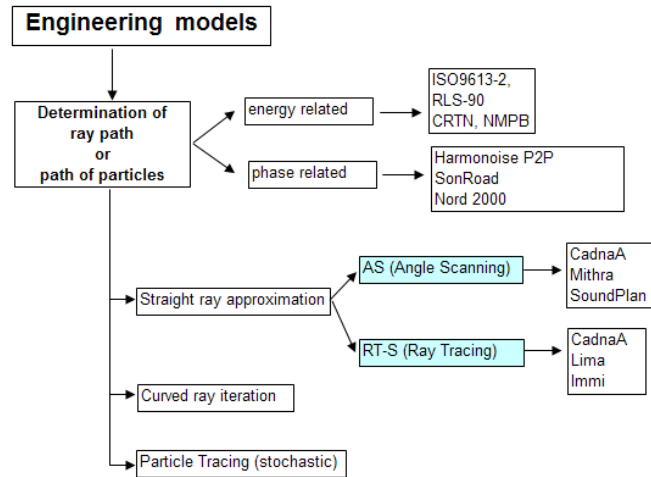 Engineering models
Determination of
ray path
or
path of particles
energy related
ISO9613-2,
RLS-90
CRTN, NMPB
phase related
Harmonoise P2P
SonRoad
Nord 2000
Straight ray approximation
AS (Angle Scanning)
CadnaA
Mithra
SoundPlan
RT-S (Ray Tracing)
CadnaA
Lima
Immi
Curved ray iteration
Particle Tracing (stochastic)